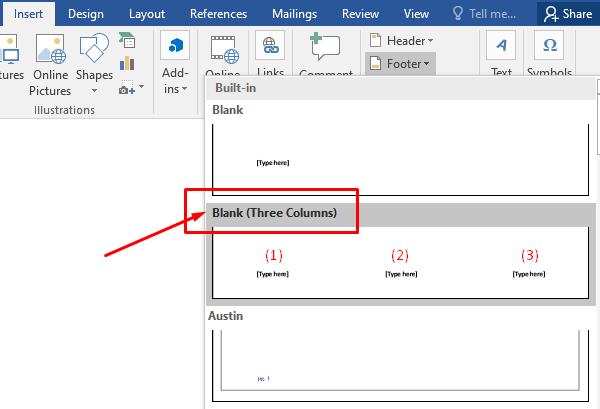 Insert Design Layout References Mailings Review View Tell me... Share
Online Pictures
Shapes
Add-ins
Online
Links
Comment
Header
Footer
Text
Symbols
Illustrations
Built-in
Blank
[Type here]
Blank (Three Columns)
(1) (2) (3)
[Type here] [Type here] [Type here]
Austin
pg. 1